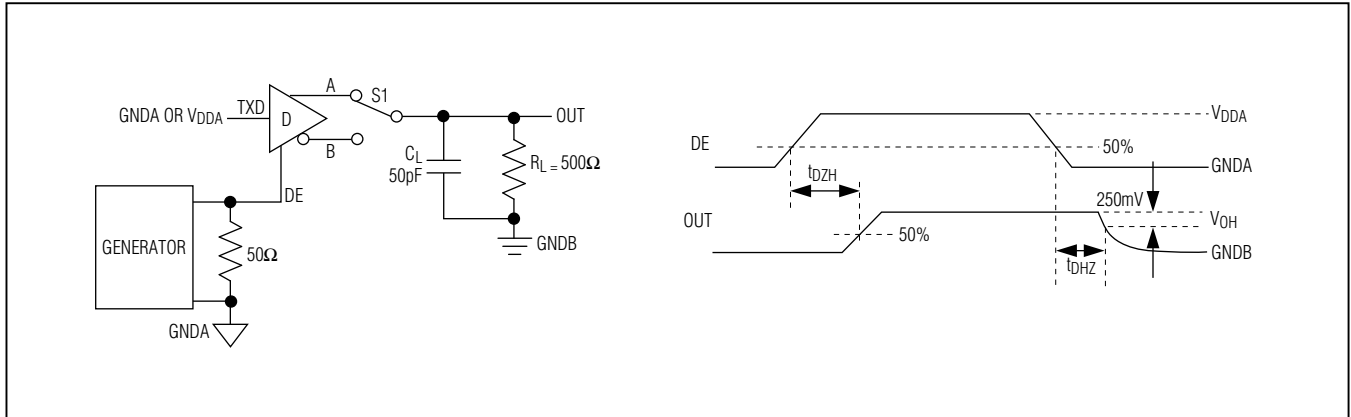 A
S1
GNDA OR VDDA
TXD
D
OUT
B
CL
50pF
RL = 500Ω
DE
GENERATOR
50Ω
GNDB
GNDA
VDDA
DE
50%
GNDA
tDZH
250mV
VOH
OUT
50%
GNDB
tDHZ